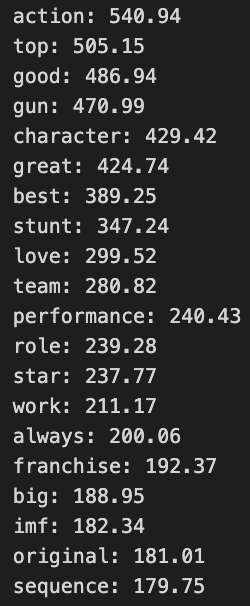 action: 540.94
top: 505.15
good: 486.94
gun: 470.99
character: 429.42
great: 424.74
best: 389.25
stunt: 347.24
love: 299.52
team: 280.82
performance: 240.43
role: 239.28
star: 237.77
work: 211.17
always: 200.06
franchise: 192.37
big: 188.95
imf: 182.34
original: 181.01
sequence: 179.75